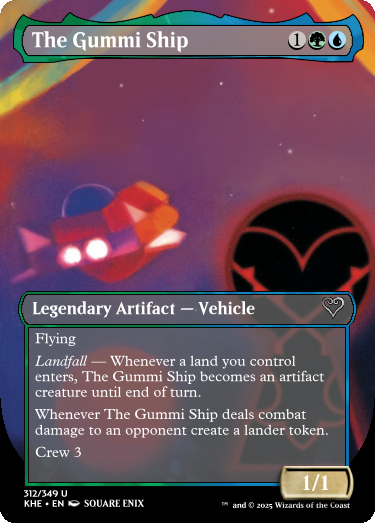 The Gummi Ship 1
Legendary Artifact — Vehicle
Flying
Landfall — Whenever a land you control
enters, The Gummi Ship becomes an artifact
creature until end of turn.
Whenever The Gummi Ship deals combat
damage to an opponent create a lander token.
Crew 3
1/1
312/349 U
KHE • EN SQUARE ENIX
™ and © 2025 Wizards of the Coast